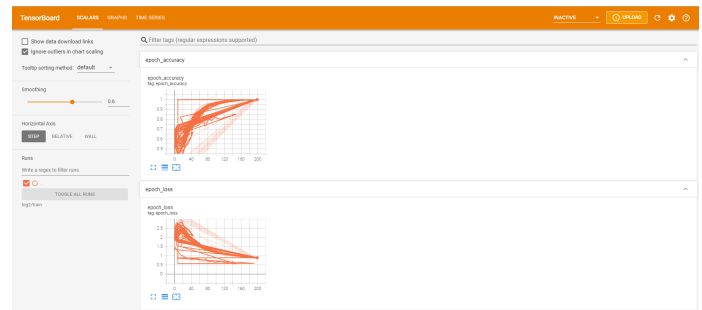 TensorBoard SCALARS GRAPHS TIME SERIES INACTIVE UPLOAD
Show data download links
Ignore outliers in chart scaling
Tooltip sorting method: default
Smoothing
0.6
Horizontal Axis
STEP RELATIVE WALL
Runs
Write a regex to filter runs
.
TOGGLE ALL RUNS
log2/train
Filter tags (regular expressions supported)
epoch_accuracy
epoch_accuracy
tag: epoch_accuracy
1
0.9
0.8
0.7
0.6
0.5
0 40 80 120 160 200
epoch_loss
epoch_loss
tag: epoch_loss
2.5
2
1.5
1
0.5
0
0 40 80 120 160 200